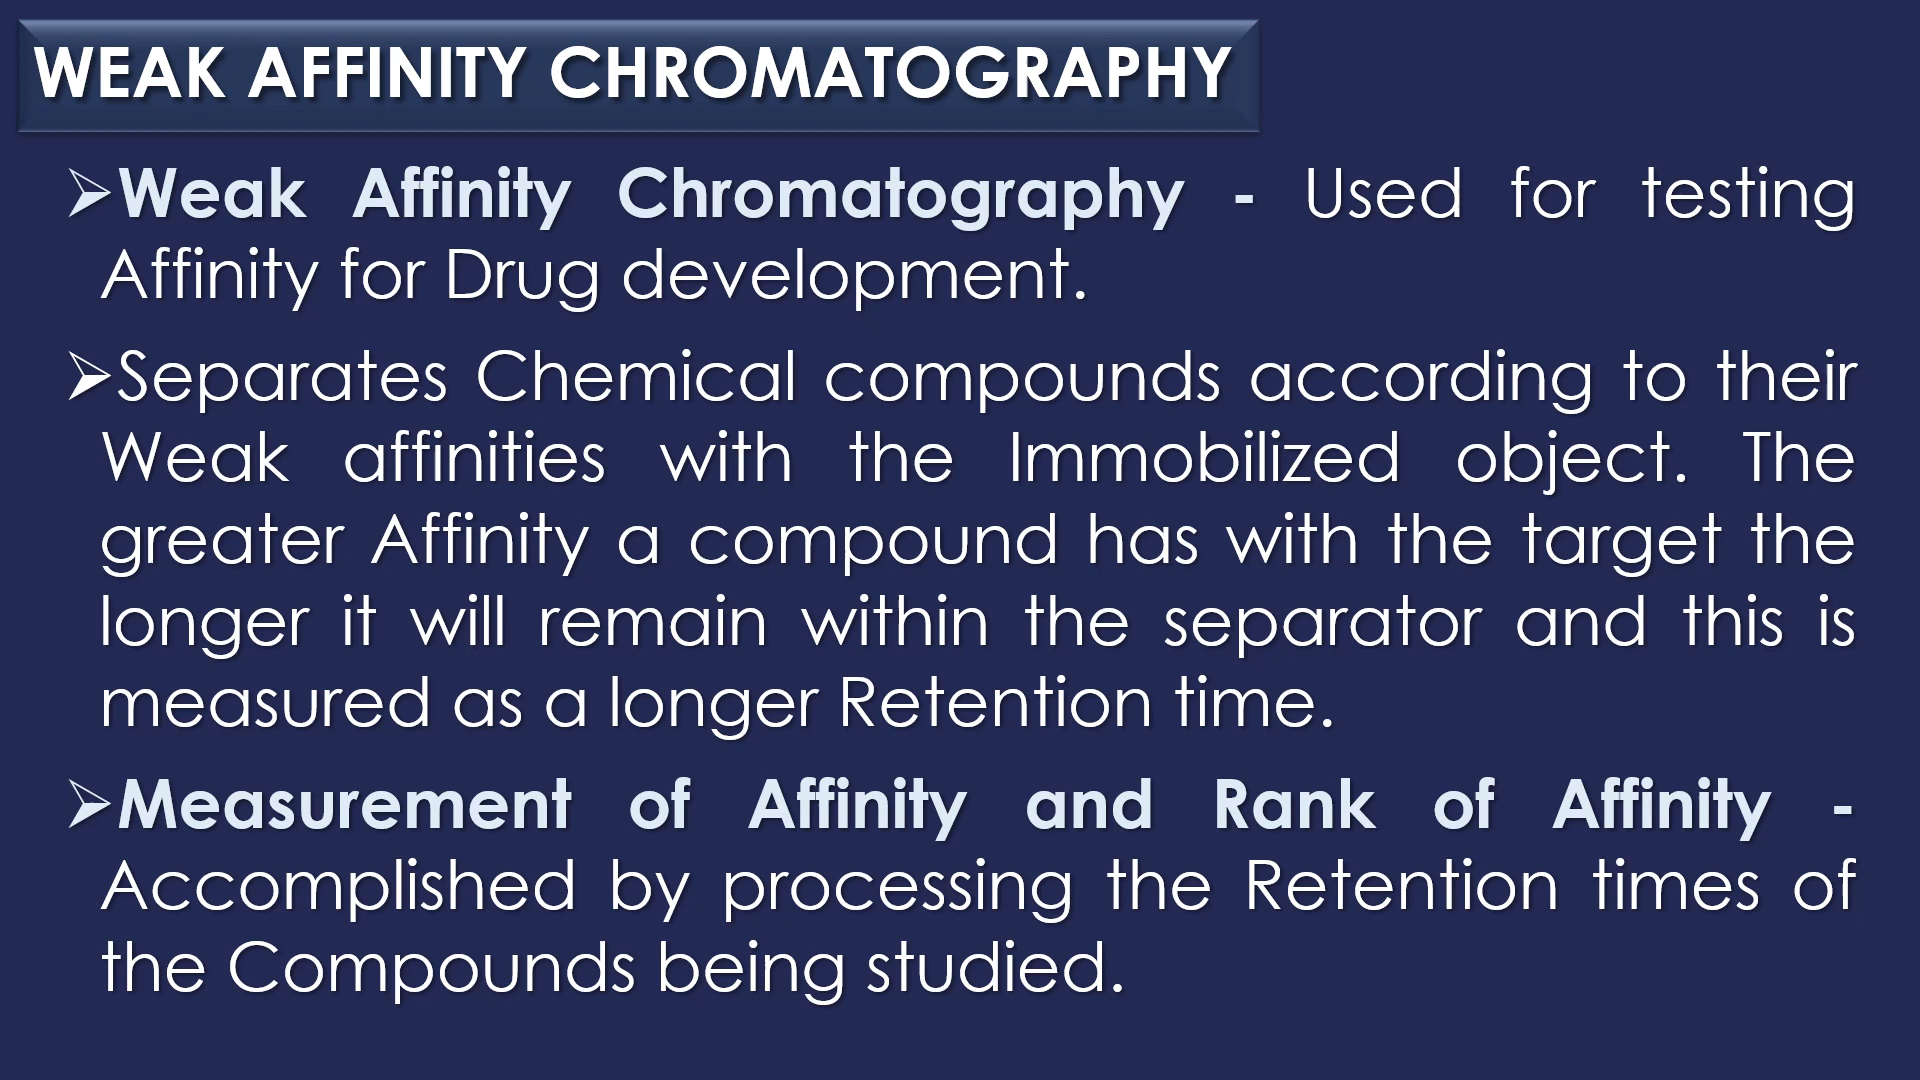 WEAK AFFINITY CHROMATOGRAPHY
➢Weak Affinity Chromatography - Used for testing
Affinity for Drug development.
➢Separates Chemical compounds according to their
Weak affinities with the Immobilized object. The
greater Affinity a compound has with the target the
longer it will remain within the separator and this is
measured as a longer Retention time.
➢Measurement of Affinity and Rank of Affinity -
Accomplished by processing the Retention times of
the Compounds being studied.